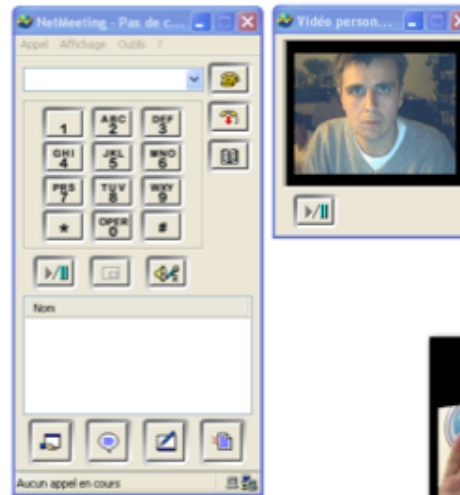 NetMeeting - Pas de c...
Appel Affichage Outils ?
1
ABC
2
DEF
3
GHI
4
JKL
5
MNO
6
PRS
7
TUV
8
WXY
9
*
OPER
0
#
Nom
Aucun appel en cours
Vidéo person...